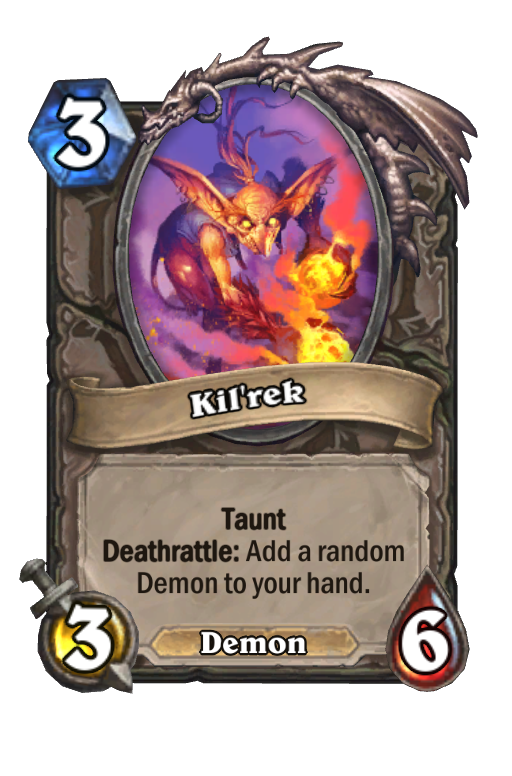 3
Kil'rek
Taunt
Deathrattle: Add a random
Demon to your hand.
3
Demon
6